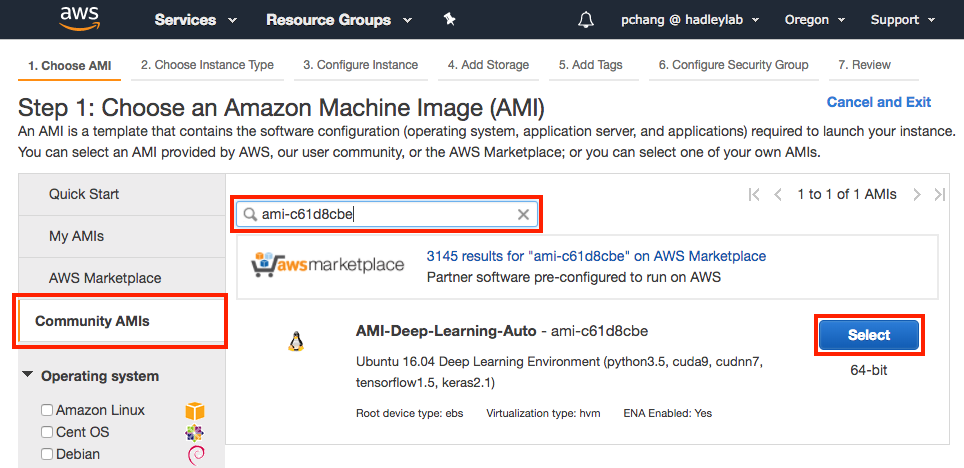 aws Services Resource Groups pchang @ hadleylab Oregon Support
1. Choose AMI 2. Choose Instance Type 3. Configure Instance 4. Add Storage 5. Add Tags 6. Configure Security Group 7. Review
Step 1: Choose an Amazon Machine Image (AMI)
Cancel and Exit
An AMI is a template that contains the software configuration (operating system, application server, and applications) required to launch your instance.
You can select an AMI provided by AWS, our user community, or the AWS Marketplace; or you can select one of your own AMIs.
Quick Start
My AMIs
AWS Marketplace
Community AMIs
Operating system
Amazon Linux
Cent OS
Debian
1 to 1 of 1 AMIs
ami-c61d8cbe
awsmarketplace
3145 results for "ami-c61d8cbe" on AWS Marketplace
Partner software pre-configured to run on AWS
AMI-Deep-Learning-Auto - ami-c61d8cbe
Select
64-bit
Ubuntu 16.04 Deep Learning Environment (python3.5, cuda9, cudnn7,
tensorflow1.5, keras2.1)
Root device type: ebs Virtualization type: hvm ENA Enabled: Yes